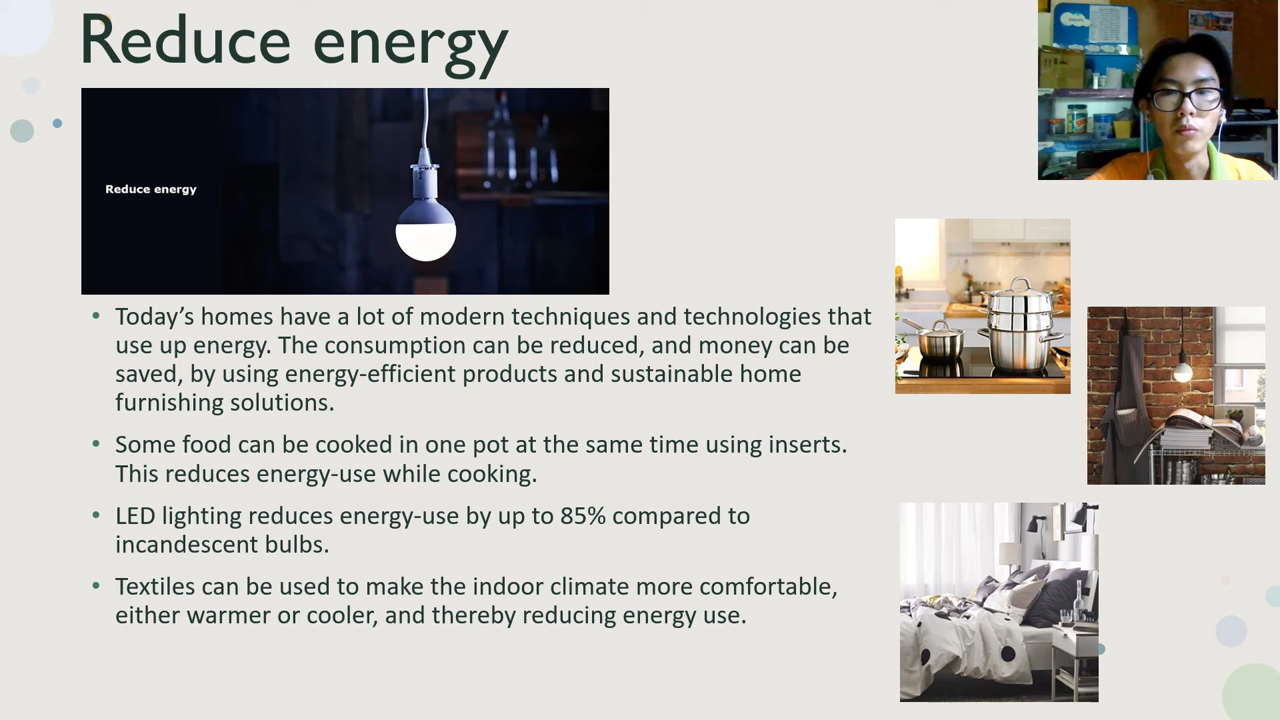 Reduce energy
Reduce energy
• Today’s homes have a lot of modern techniques and technologies that
use up energy. The consumption can be reduced, and money can be
saved, by using energy-efficient products and sustainable home
furnishing solutions.
• Some food can be cooked in one pot at the same time using inserts.
This reduces energy-use while cooking.
• LED lighting reduces energy-use by up to 85% compared to
incandescent bulbs.
• Textiles can be used to make the indoor climate more comfortable,
either warmer or cooler, and thereby reducing energy use.